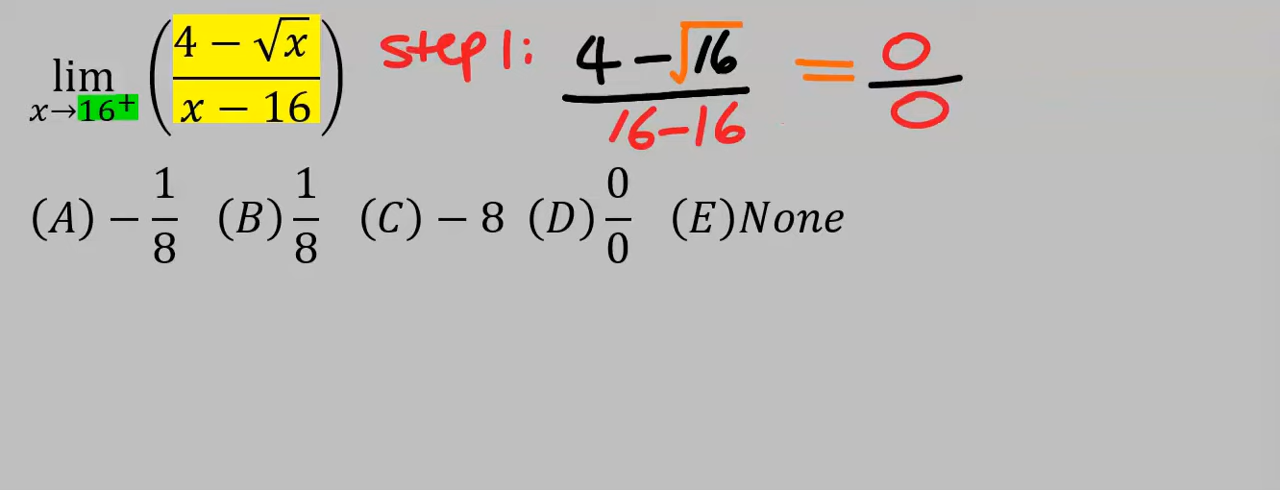 lim x→16⁺ ((4 − √x)/(x − 16)) step 1: (4 − √16)/(16 − 16) = 0/0
(A) − 1/8 (B) 1/8 (C) − 8 (D) 0/0 (E)None